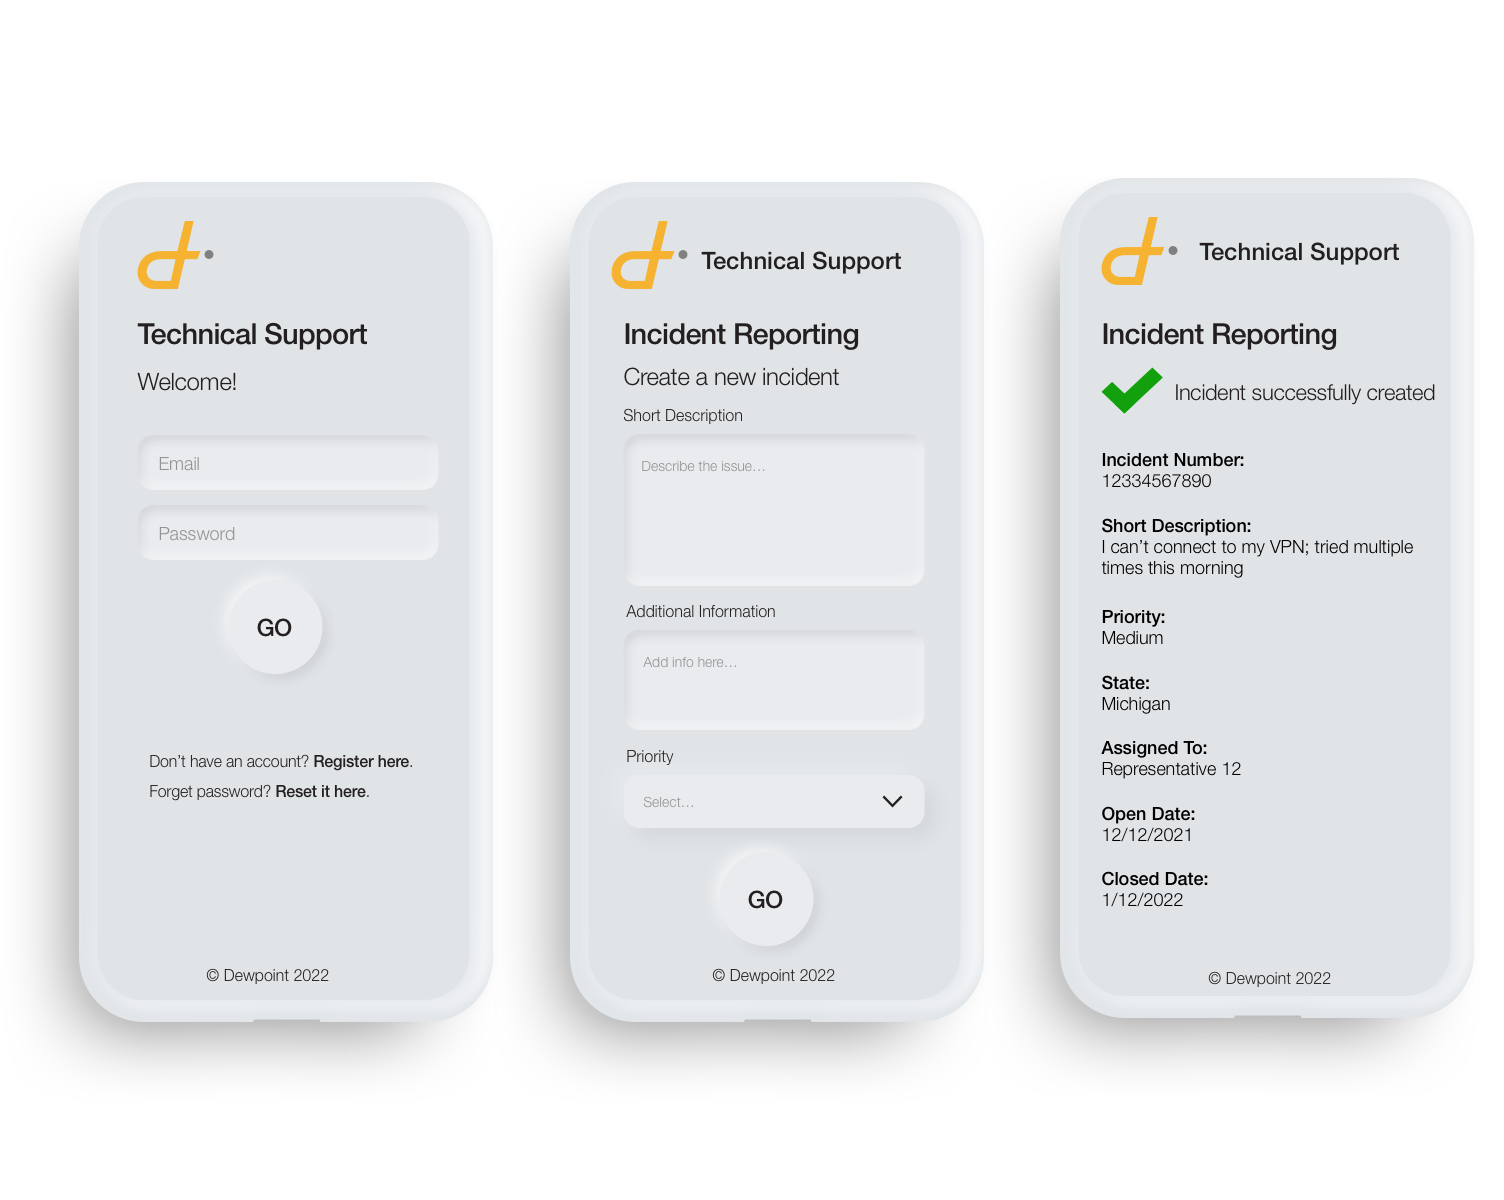 Technical Support
Welcome!
Email
Password
GO
Don't have an account? Register here.
Forget password? Reset it here.
© Dewpoint 2022
Technical Support
Incident Reporting
Create a new incident
Short Description
Describe the issue...
Additional Information
Add info here...
Priority
Select...
GO
© Dewpoint 2022
Technical Support
Incident Reporting
Incident successfully created
Incident Number:
12334567890
Short Description:
I can't connect to my VPN; tried multiple
times this morning
Priority:
Medium
State:
Michigan
Assigned To:
Representative 12
Open Date:
12/12/2021
Closed Date:
1/12/2022
© Dewpoint 2022